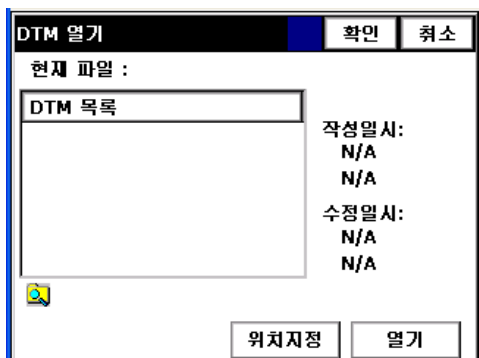 DTM 열기 확인 취소
현재 파일 :
DTM 목록
작성일시:
N/A
N/A
수정일시:
N/A
N/A
위치지정 열기